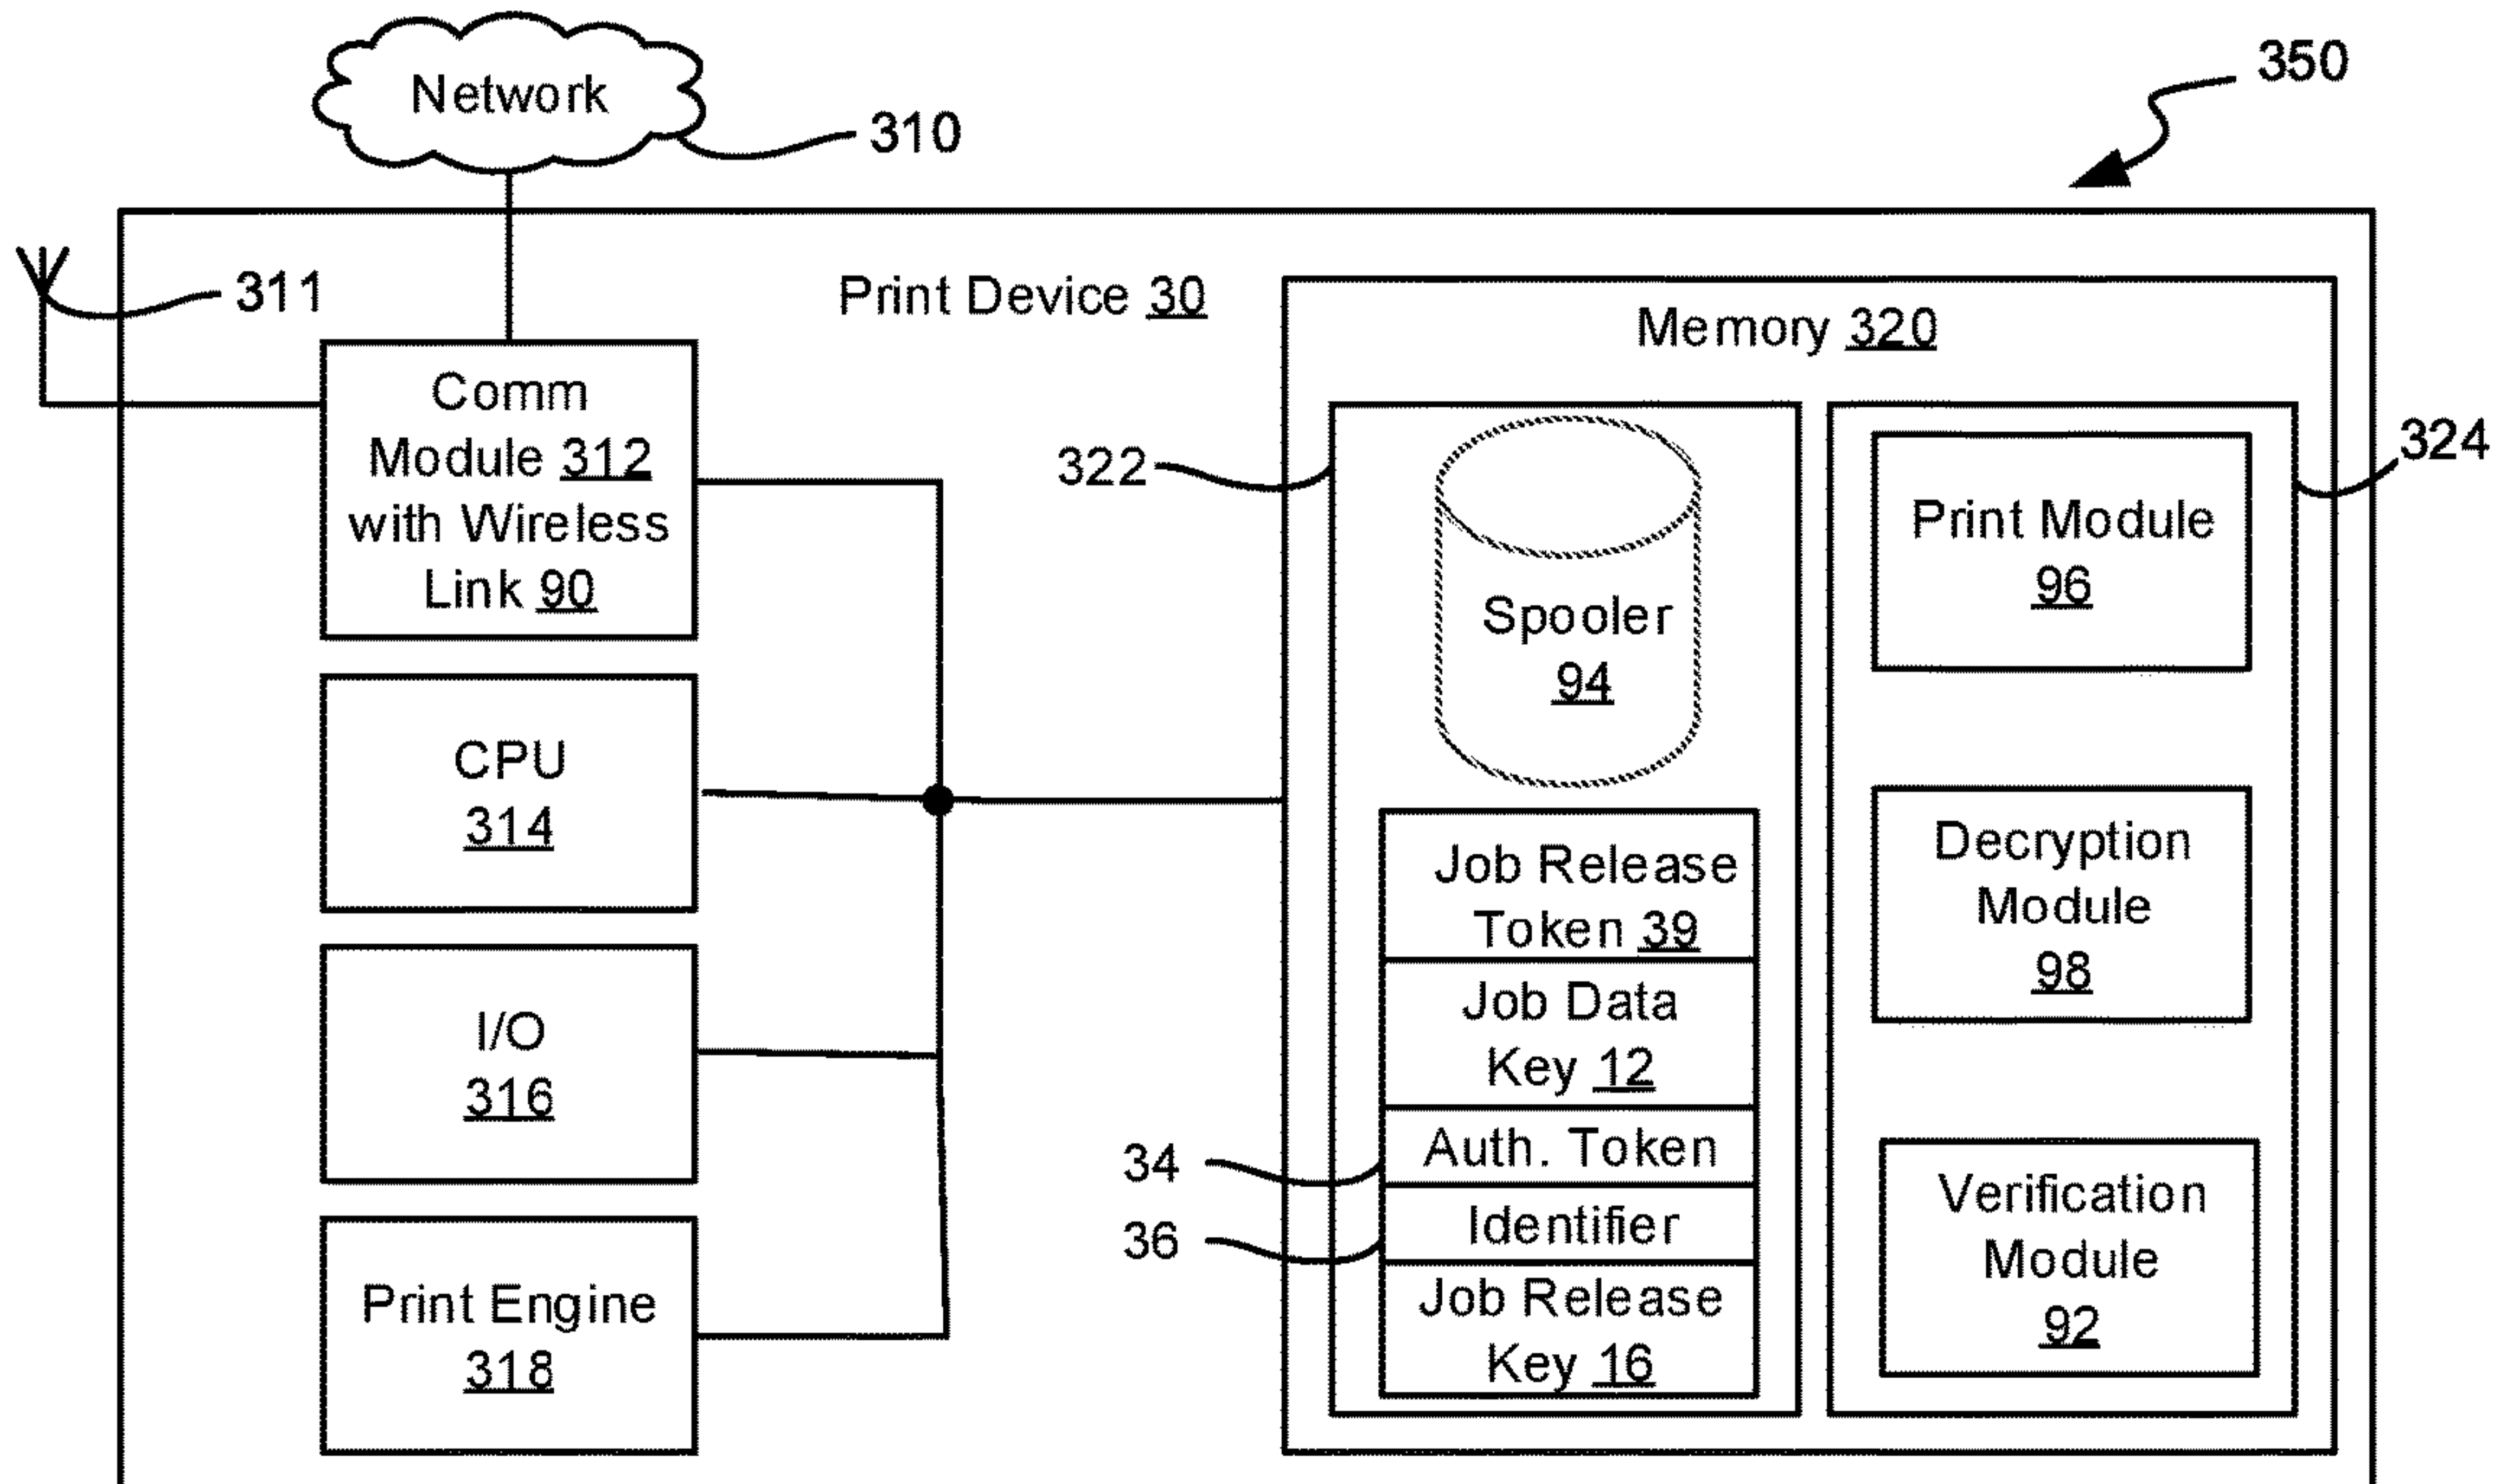 Network
350
310
311
Print Device 30
Memory 320
Comm
Module 312
with Wireless
Link 90
322
324
Spooler
94
Print Module
96
CPU
314
Job Release
Token 39
Decryption
Module
98
I/O
316
Job Data
Key 12
34
Auth. Token
36
Identifier
Verification
Module
92
Print Engine
318
Job Release
Key 16